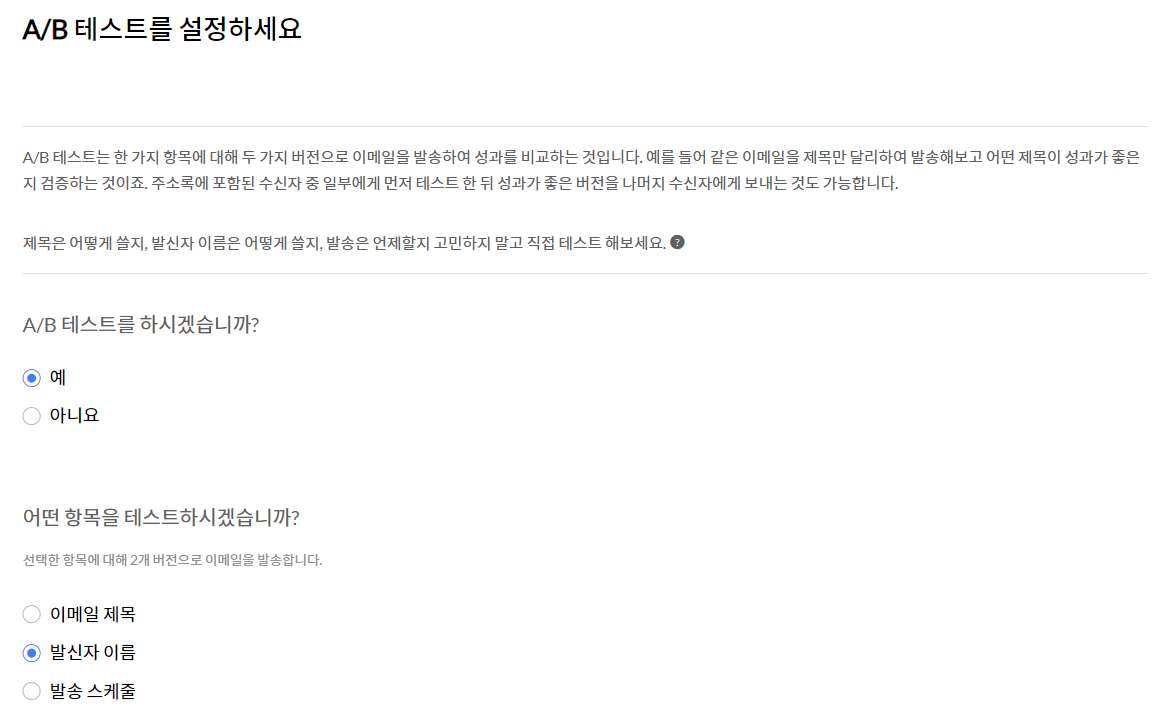 A/B 테스트를 설정하세요
A/B 테스트는 한 가지 항목에 대해 두 가지 버전으로 이메일을 발송하여 성과를 비교하는 것입니다. 예를 들어 같은 이메일을 제목만 달리하여 발송해보고 어떤 제목이 성과가 좋은
지 검증하는 것이죠. 주소록에 포함된 수신자 중 일부에게 먼저 테스트 한 뒤 성과가 좋은 버전을 나머지 수신자에게 보내는 것도 가능합니다.
제목은 어떻게 쓸지, 발신자 이름은 어떻게 쓸지, 발송은 언제할지 고민하지 말고 직접 테스트 해보세요. ?
A/B 테스트를 하시겠습니까?
예
아니요
어떤 항목을 테스트하시겠습니까?
선택한 항목에 대해 2개 버전으로 이메일을 발송합니다.
이메일 제목
발신자 이름
발송 스케줄